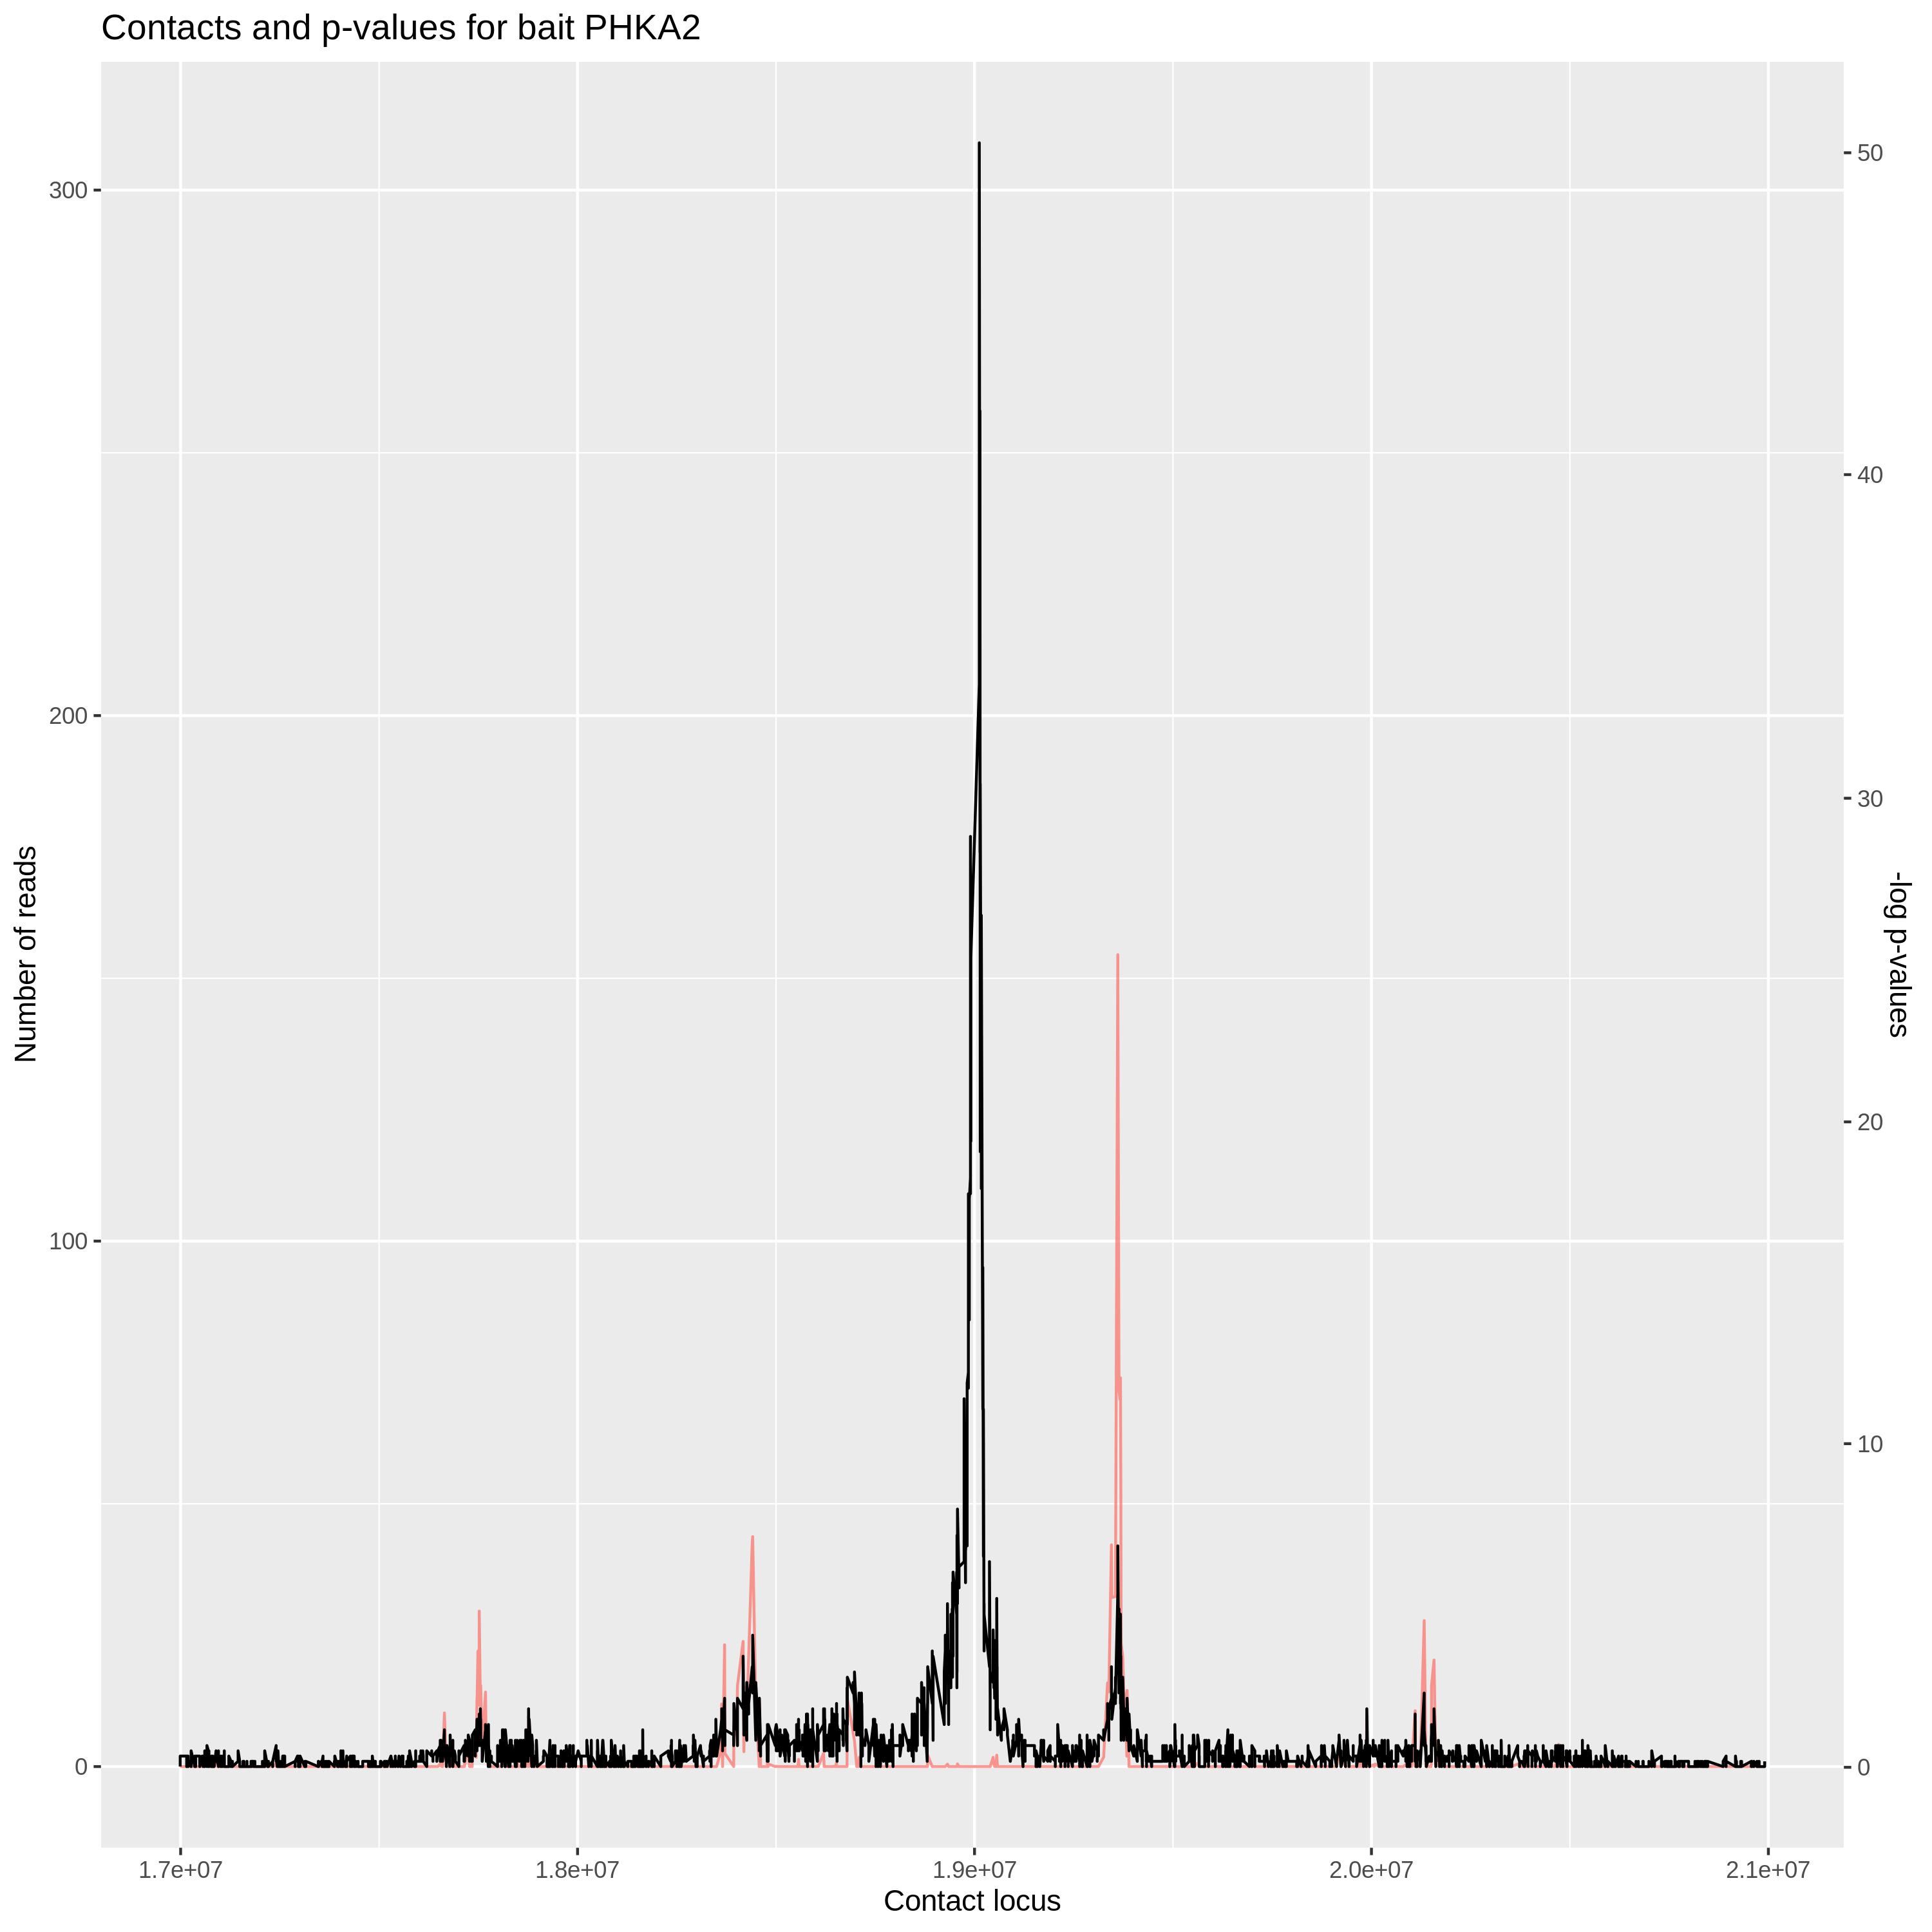 Contacts and p-values for bait PHKA2
300
200
100
0
Number of reads
50
40
30
20
10
0
-log p-values
1.7e+07
1.8e+07
1.9e+07
2.0e+07
2.1e+07
Contact locus